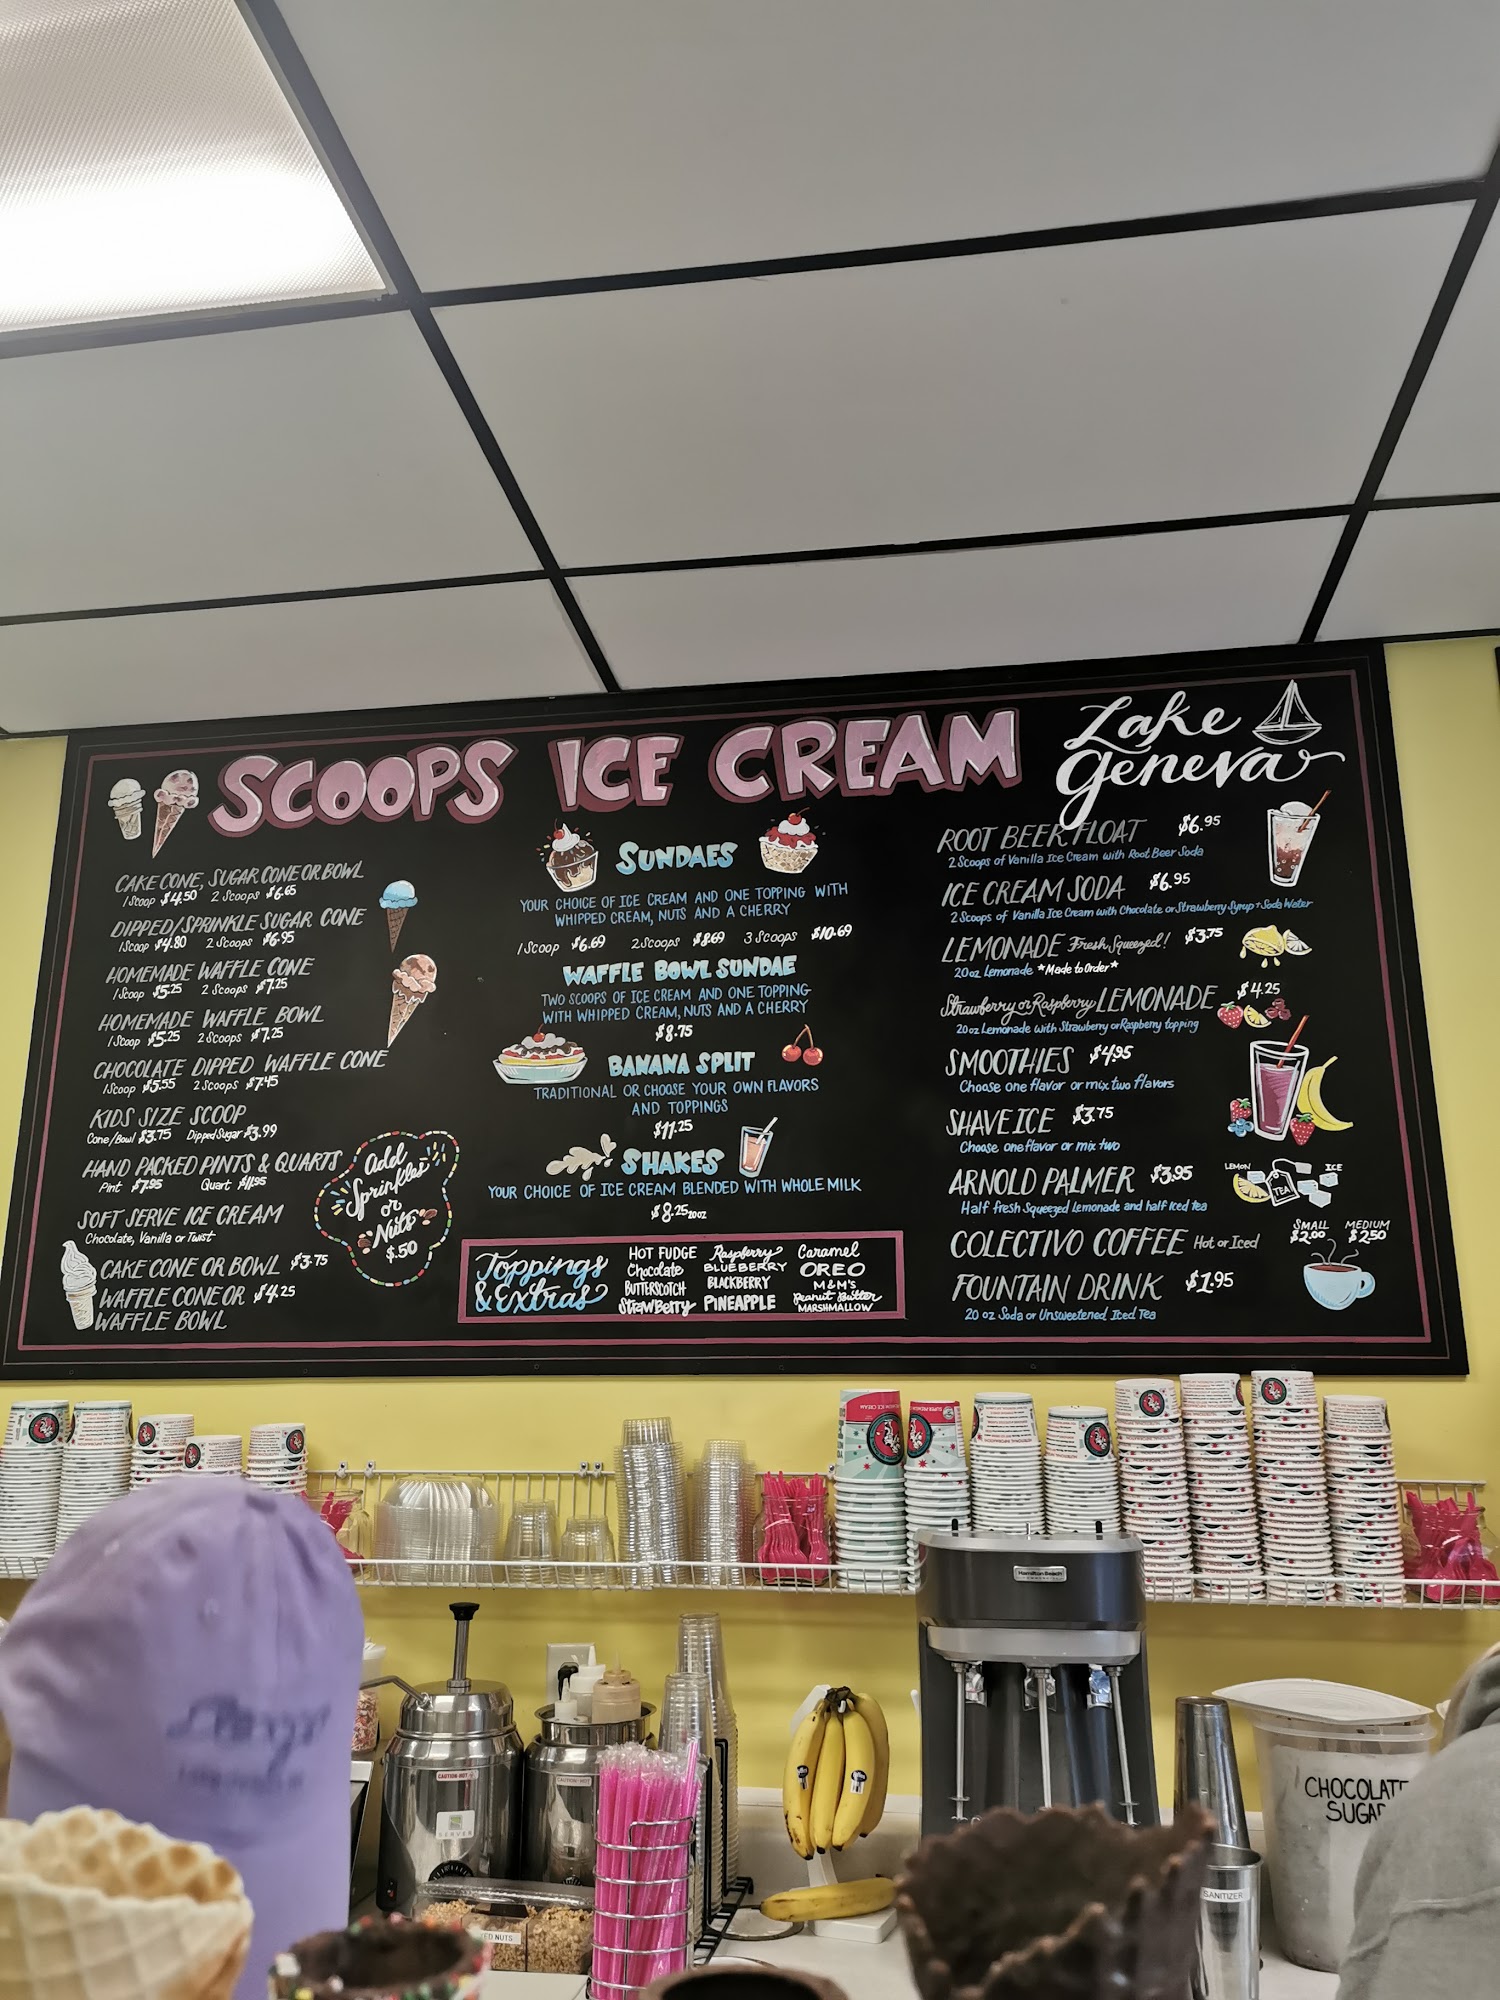 SCOOPS ICE CREAM
Lake
Geneva
CAKE CONE, SUGAR CONE OR BOWL
1 Scoop $4.50 2 Scoops $6.65
DIPPED/SPRINKLE SUGAR CONE
1 Scoop $4.80 2 Scoops $6.95
HOMEMADE WAFFLE CONE
1 Scoop $5.25 2 Scoops $7.25
HOMEMADE WAFFLE BOWL
1 Scoop $5.25 2 Scoops $7.25
CHOCOLATE DIPPED WAFFLE CONE
1 Scoop $5.55 2 Scoops $7.45
KIDS SIZE SCOOP
Cone/Bowl $3.75 Dipped Sugar $3.99
HAND PACKED PINTS & QUARTS
Pint $7.95 Quart $11.95
SOFT SERVE ICE CREAM
Chocolate, Vanilla or Twist
CAKE CONE OR BOWL $3.75
WAFFLE CONE OR $4.25
WAFFLE BOWL
Add
Sprinkles
or
Nuts
$.50
SUNDAES
YOUR CHOICE OF ICE CREAM AND ONE TOPPING WITH
WHIPPED CREAM, NUTS AND A CHERRY
1 Scoop $6.69 2 Scoops $8.69 3 Scoops $10.69
WAFFLE BOWL SUNDAE
TWO SCOOPS OF ICE CREAM AND ONE TOPPING
WITH WHIPPED CREAM, NUTS AND A CHERRY
$8.75
BANANA SPLIT
TRADITIONAL OR CHOOSE YOUR OWN FLAVORS
AND TOPPINGS
$11.25
SHAKES
YOUR CHOICE OF ICE CREAM BLENDED WITH WHOLE MILK
$8.25 20oz
Toppings
& Extras
HOT FUDGE Raspberry Caramel
Chocolate BLUEBERRY OREO
BUTTERSCOTCH BLACKBERRY M&M'S
Strawberry PINEAPPLE Peanut Butter
MARSHMALLOW
ROOT BEER FLOAT $6.95
2 Scoops of Vanilla Ice Cream with Root Beer Soda
ICE CREAM SODA $6.95
2 Scoops of Vanilla Ice Cream with Chocolate or Strawberry Syrup + Soda Water
LEMONADE Fresh Squeezed! $3.75
20oz Lemonade *Made to Order*
Strawberry or Raspberry LEMONADE $4.25
20oz Lemonade with Strawberry or Raspberry topping
SMOOTHIES $4.95
Choose one flavor or mix two flavors
SHAVE ICE $3.75
Choose one flavor or mix two
ARNOLD PALMER $3.95
Half fresh Squeezed Lemonade and half Iced tea
LEMON TEA ICE
COLECTIVO COFFEE Hot or Iced
SMALL MEDIUM
$2.00 $2.50
FOUNTAIN DRINK $1.95
20 oz Soda or Unsweetened Iced Tea
Hamilton Beach
CAUTION-HOT
CAUTION-HOT
SERVER
CHOCOLATE
SUGAR
SANITIZER
NUTS